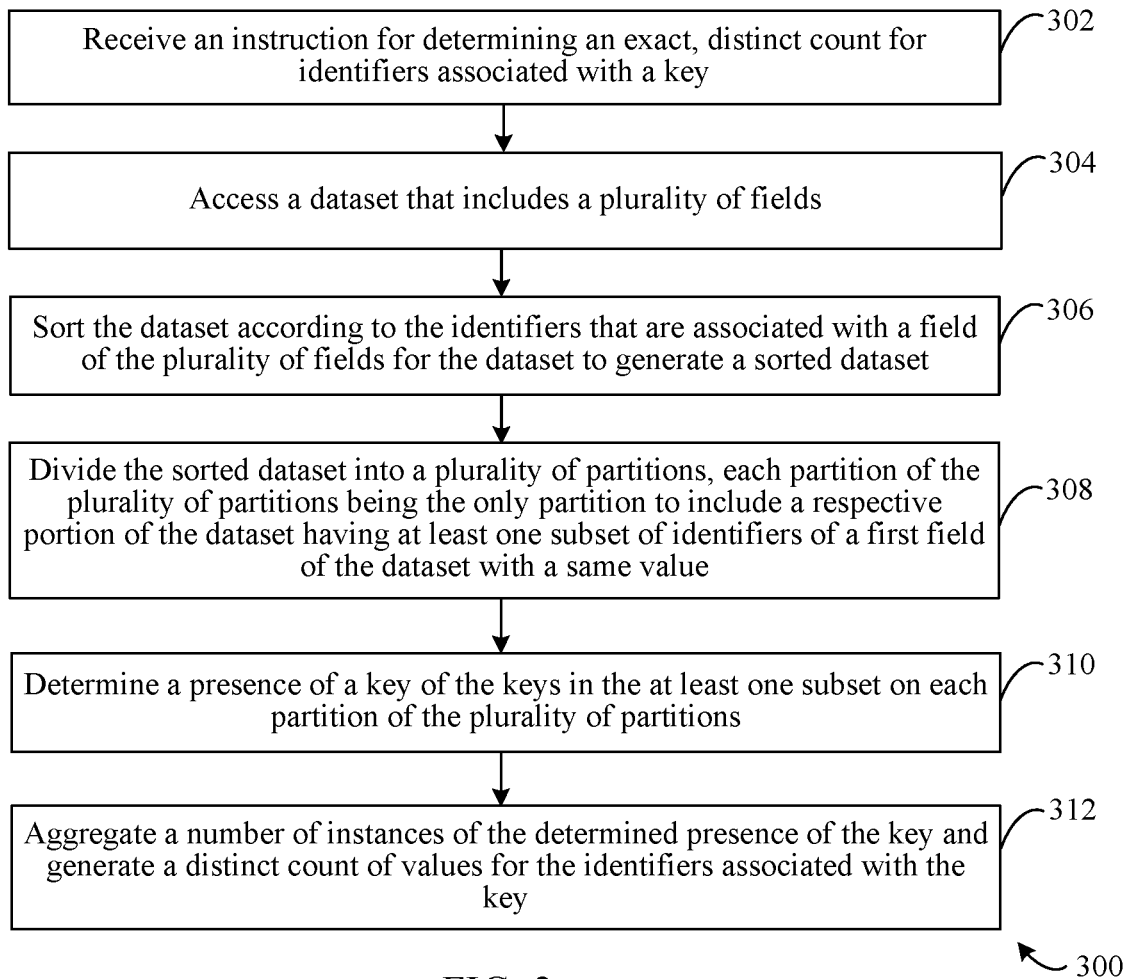 Receive an instruction for determining an exact, distinct count for
identifiers associated with a key
302
Access a dataset that includes a plurality of fields
304
Sort the dataset according to the identifiers that are associated with a field
of the plurality of fields for the dataset to generate a sorted dataset
306
Divide the sorted dataset into a plurality of partitions, each partition of the
plurality of partitions being the only partition to include a respective
portion of the dataset having at least one subset of identifiers of a first field
of the dataset with a same value
308
Determine a presence of a key of the keys in the at least one subset on each
partition of the plurality of partitions
310
Aggregate a number of instances of the determined presence of the key and
generate a distinct count of values for the identifiers associated with the
key
312
300